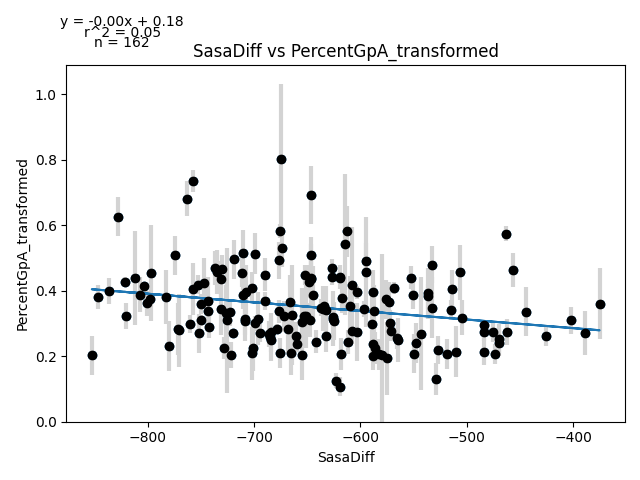 y = -0.00x + 0.18
r^2 = 0.05
n = 162
SasaDiff vs PercentGpA_transformed
PercentGpA_transformed
1.0
0.8
0.6
0.4
0.2
0.0
−800
−700
−600
−500
−400
SasaDiff